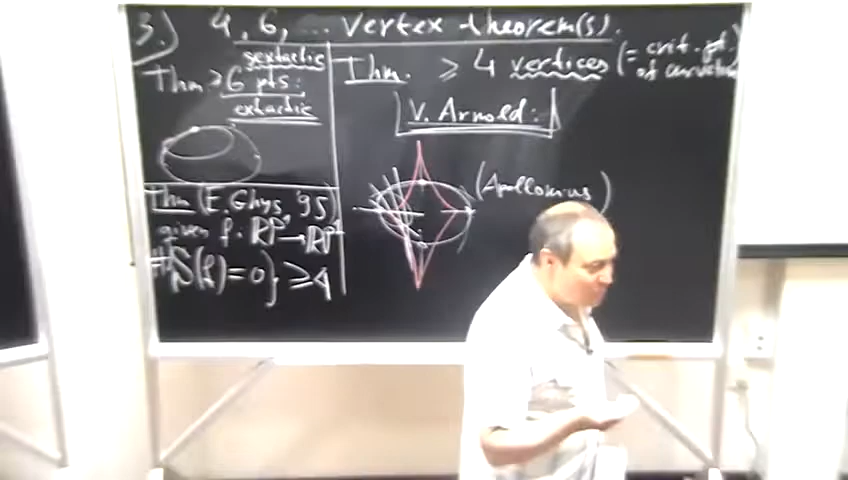 3.) 4, 6, ... vertex theorem(s).
sextactic
Thm ≥ 6 pts:
extactic
Thm (E. Ghys, '95)
given f: RP¹ → RP¹
#{S(f)=0} ≥ 4
Thm. ≥ 4 vertices (= crit. pt.
of curvature)
V. Arnold:
(Apollonius)